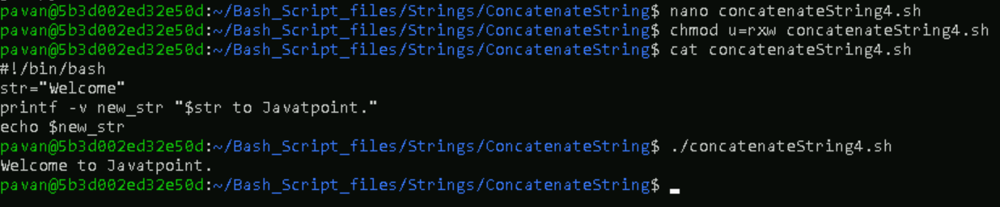 pavan@5b3d002ed32e50d:~/Bash_Script_files/Strings/ConcatenateString$ nano concatenateString4.sh
pavan@5b3d002ed32e50d:~/Bash_Script_files/Strings/ConcatenateString$ chmod u=rxw concatenateString4.sh
pavan@5b3d002ed32e50d:~/Bash_Script_files/Strings/ConcatenateString$ cat concatenateString4.sh
#!/bin/bash
str="Welcome"
printf -v new_str "$str to Javatpoint."
echo $new_str
pavan@5b3d002ed32e50d:~/Bash_Script_files/Strings/ConcatenateString$ ./concatenateString4.sh
Welcome to Javatpoint.
pavan@5b3d002ed32e50d:~/Bash_Script_files/Strings/ConcatenateString$